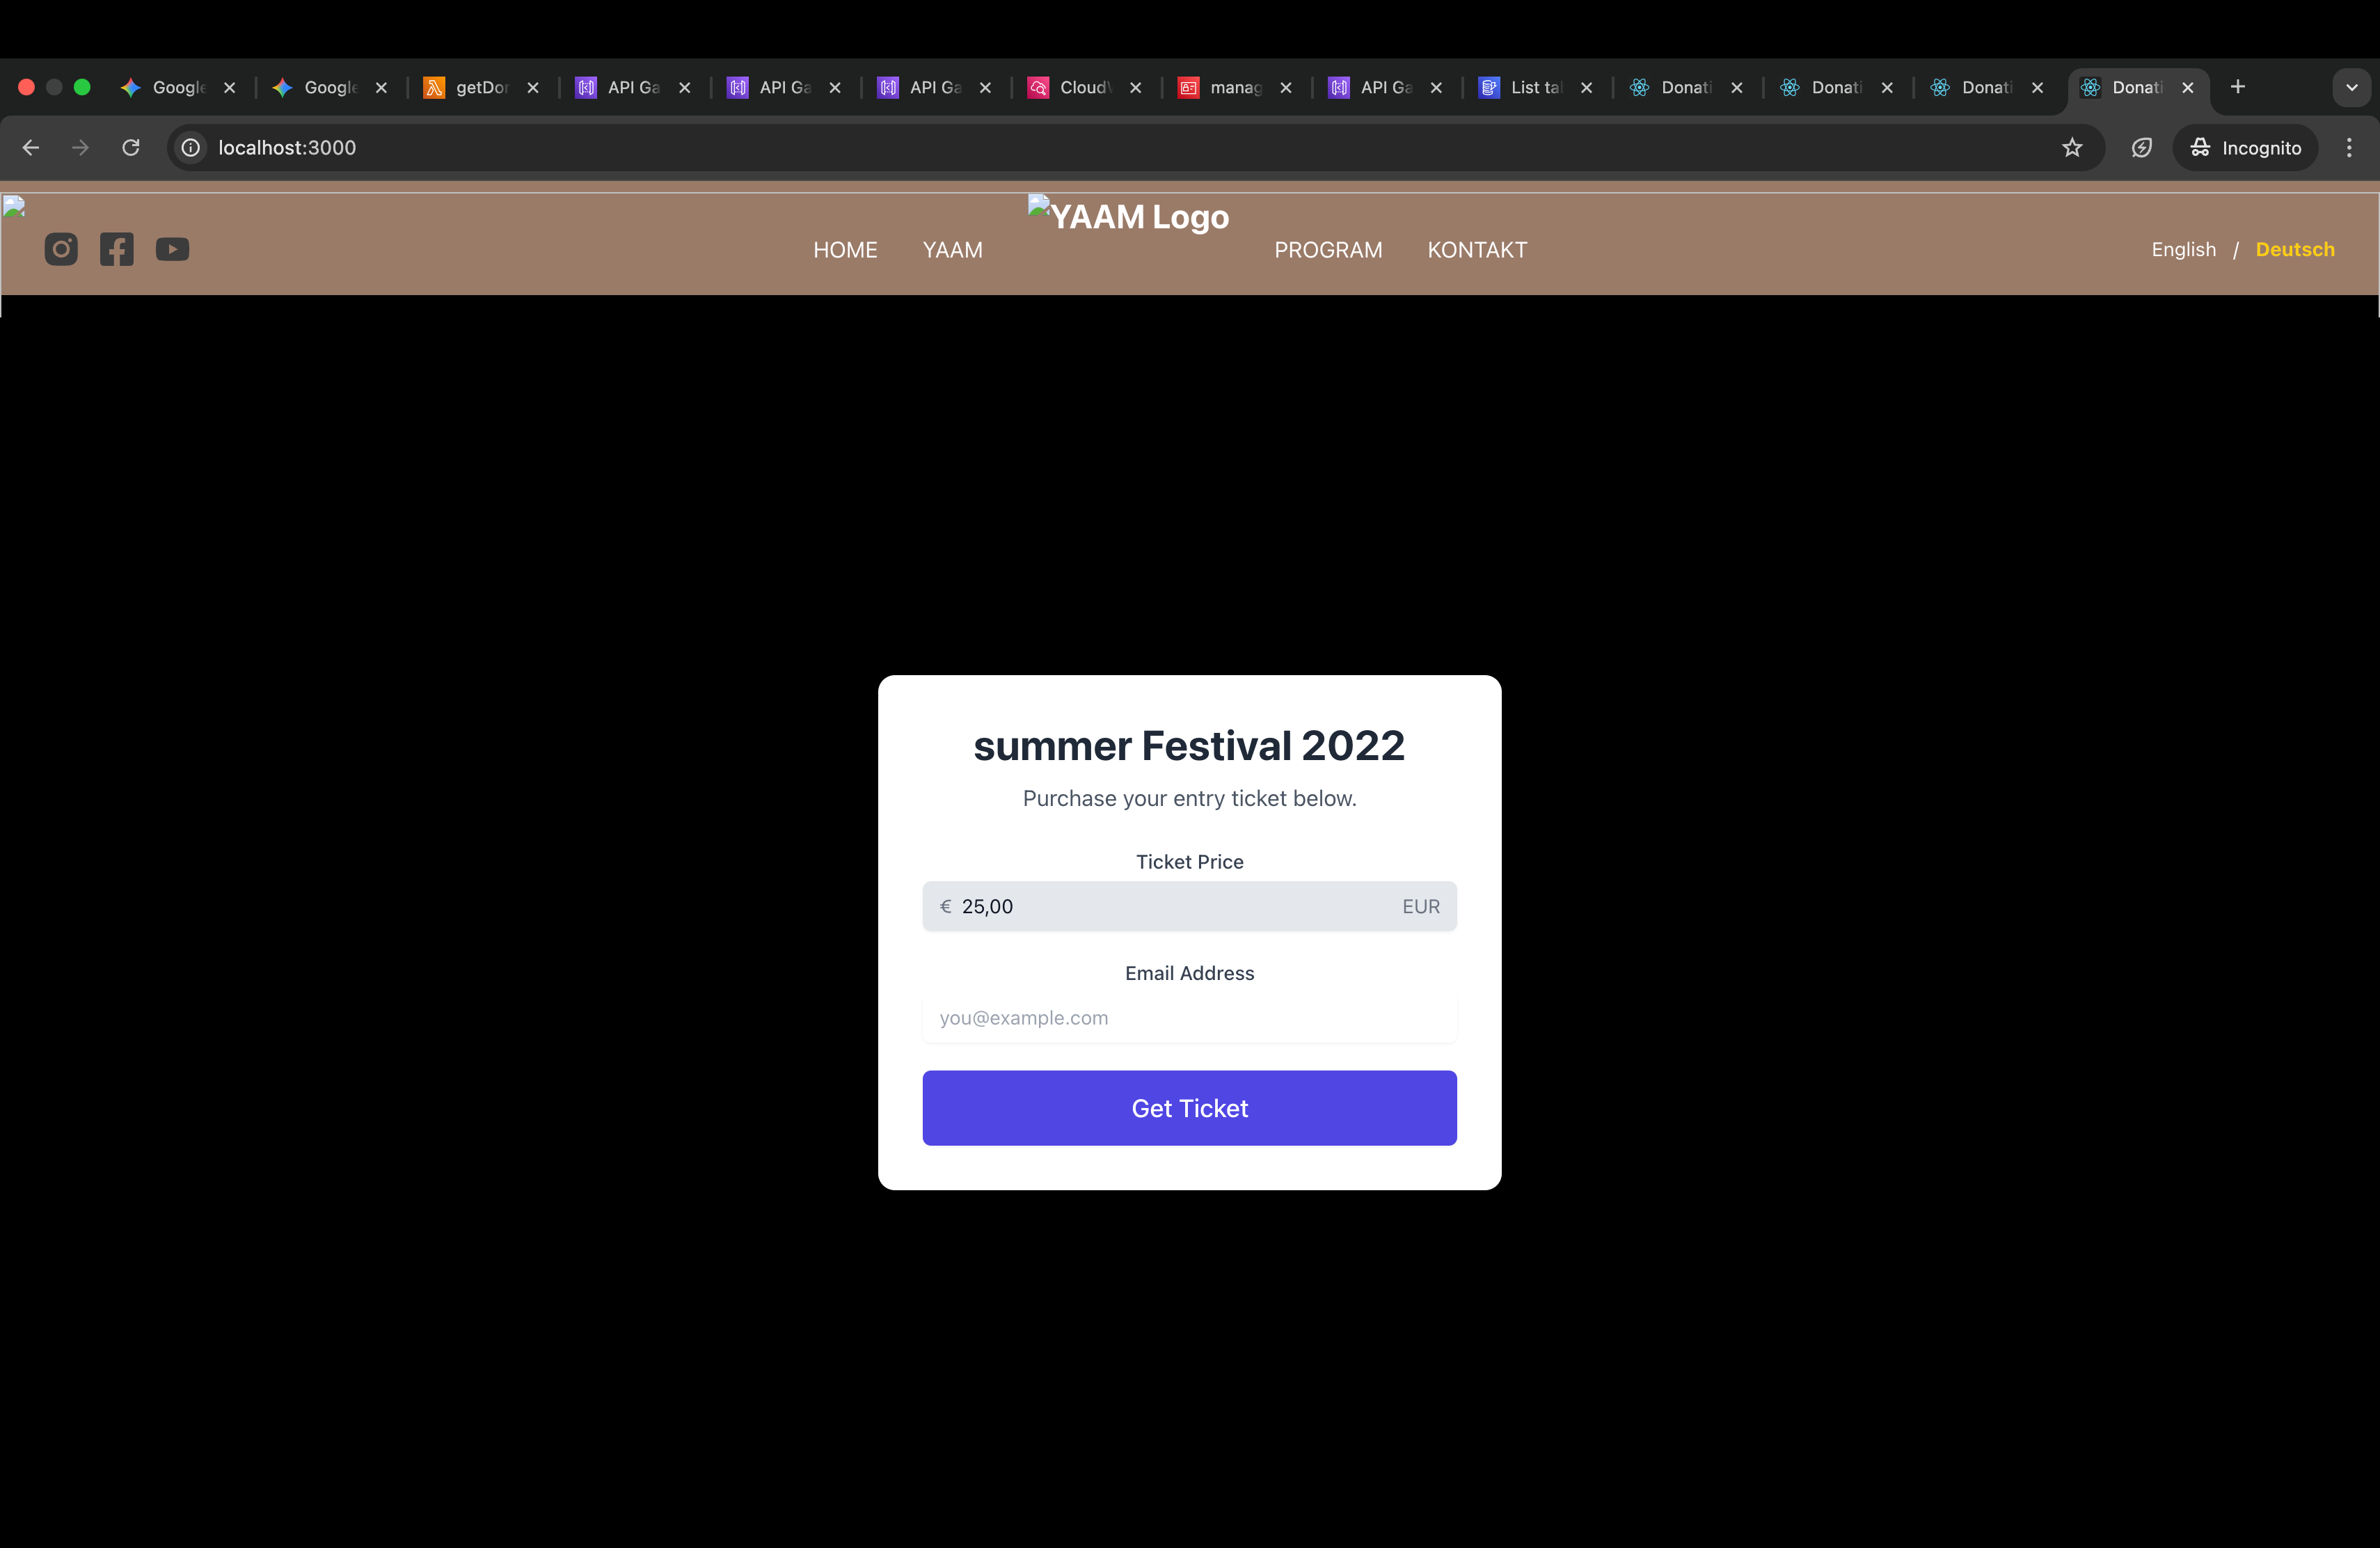 Google
Google
getDon
API Ga
API Ga
API Ga
Cloud
manag
API Ga
List tal
Donati
Donati
Donati
Donati
localhost:3000
Incognito
YAAM Logo
HOME
YAAM
PROGRAM
KONTAKT
English / Deutsch
summer Festival 2022
Purchase your entry ticket below.
Ticket Price
€ 25,00
EUR
Email Address
you@example.com
Get Ticket